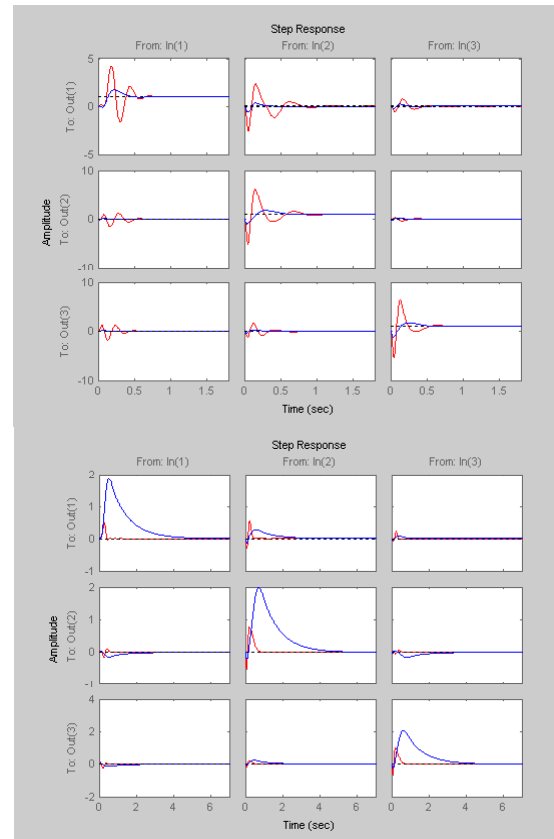 Step Response
From: In(1) From: In(2) From: In(3)
To: Out(1)
5
0
-5
Amplitude
To: Out(2)
10
0
-10
To: Out(3)
10
0
-10
0 0.5 1 1.5 0 0.5 1 1.5 0 0.5 1 1.5
Time (sec)
Step Response
From: In(1) From: In(2) From: In(3)
To: Out(1)
2
1
0
-1
Amplitude
To: Out(2)
2
1
0
-1
To: Out(3)
4
2
0
-2
0 2 4 6 0 2 4 6 0 2 4 6
Time (sec)